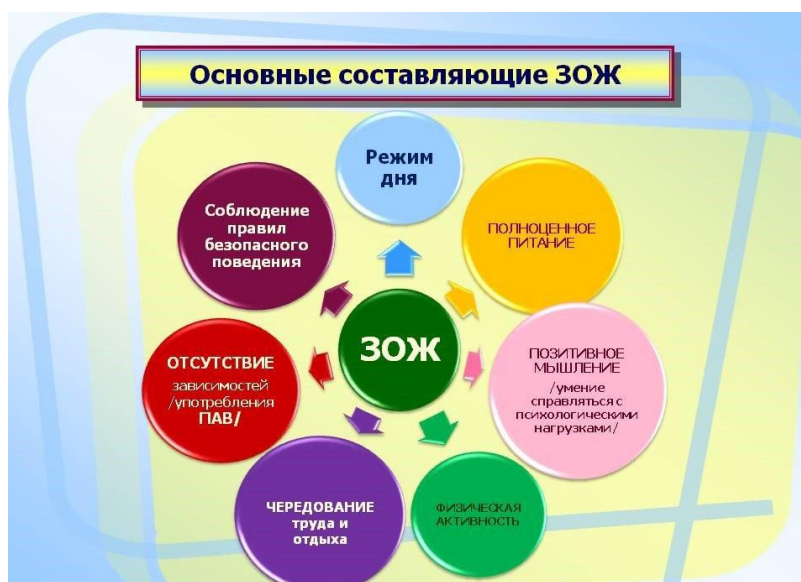 Основные составляющие ЗОЖ
Режим
дня
ПОЛНОЦЕННОЕ
ПИТАНИЕ
ПОЗИТИВНОЕ
МЫШЛЕНИЕ
/умение
справляться с
психологическими
нагрузками/
ФИЗИЧЕСКАЯ
АКТИВНОСТЬ
ЧЕРЕДОВАНИЕ
труда и
отдыха
ОТСУТСТВИЕ
зависимостей
/употребления
ПАВ/
Соблюдение
правил
безопасного
поведения
ЗОЖ